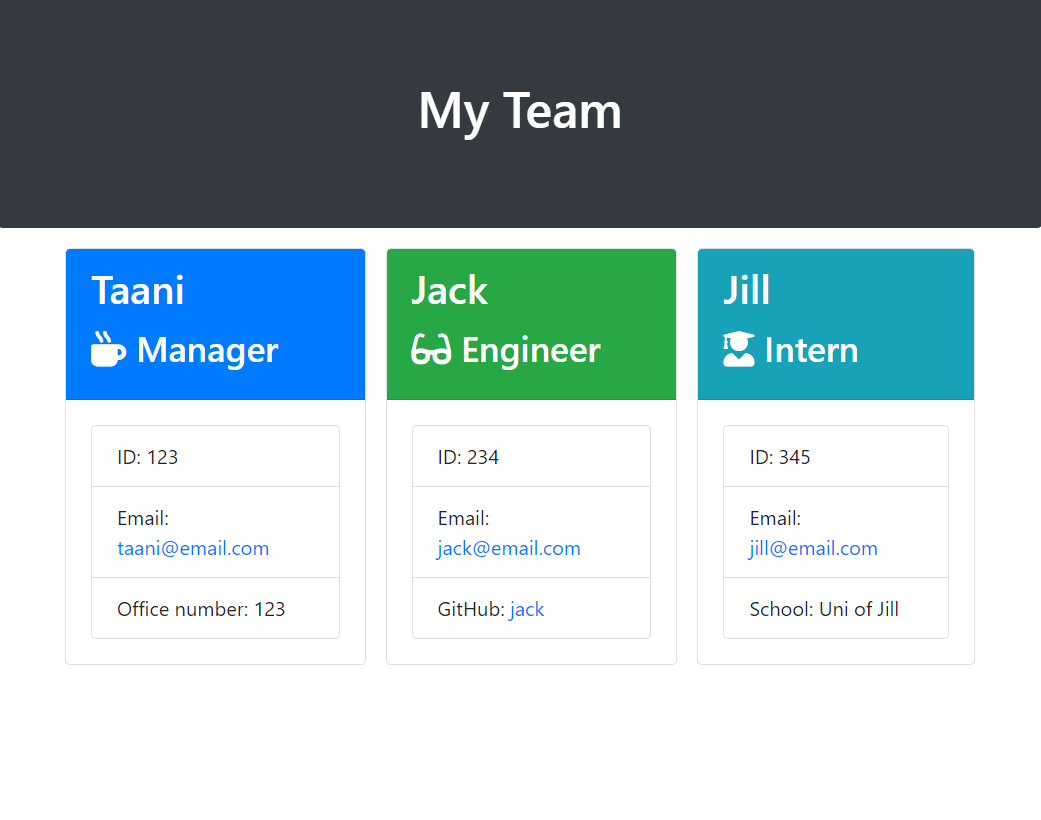 My Team
Taani
Manager
ID: 123
Email:
taani@email.com
Office number: 123
Jack
Engineer
ID: 234
Email:
jack@email.com
GitHub: jack
Jill
Intern
ID: 345
Email:
jill@email.com
School: Uni of Jill